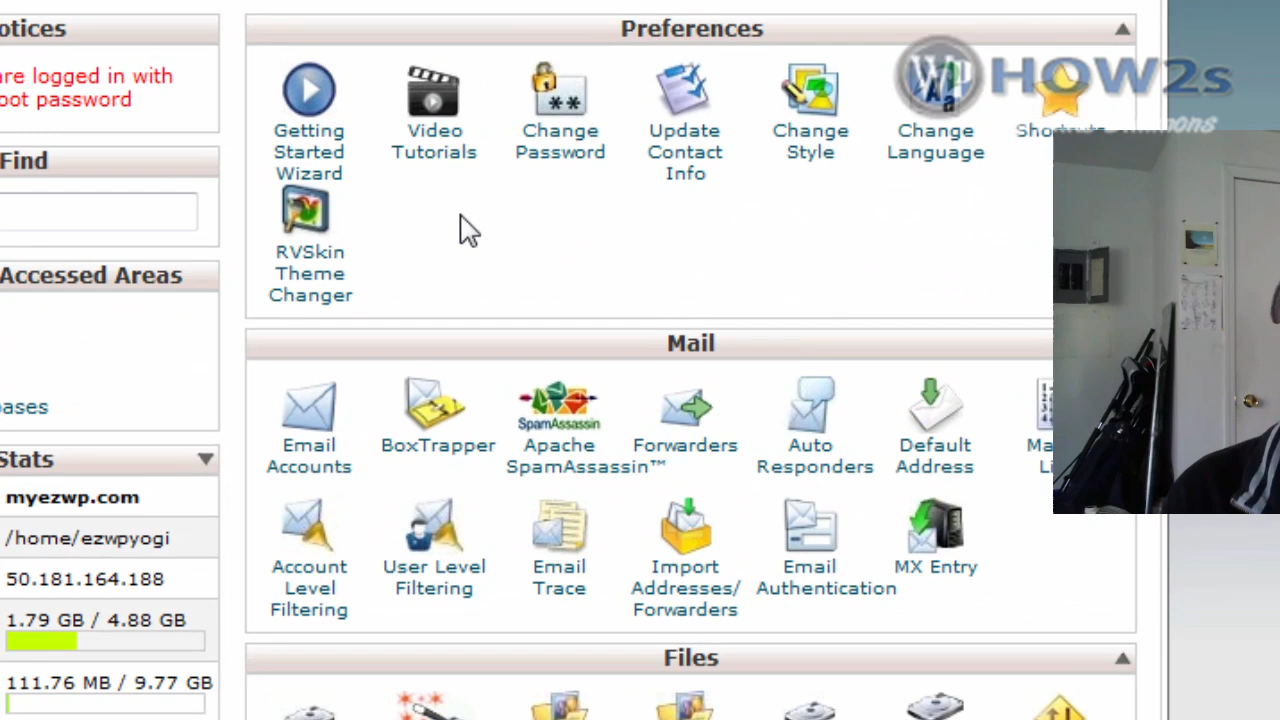 otices
are logged in with
oot password
Find
Accessed Areas
bases
Stats
myezwp.com
/home/ezwpyogi
50.181.164.188
1.79 GB / 4.88 GB
111.76 MB / 9.77 GB
Preferences
WP HOW2s
Getting
Started
Wizard
Video
Tutorials
Change
Password
Update
Contact
Info
Change
Style
Change
Language
RVSkin
Theme
Changer
Mail
Email
Accounts
BoxTrapper
SpamAssassin
Apache
SpamAssassin™
Forwarders
Auto
Responders
Default
Address
Ma
Li
Account
Level
Filtering
User Level
Filtering
Email
Trace
Import
Addresses/
Forwarders
Email
Authentication
MX Entry
Files